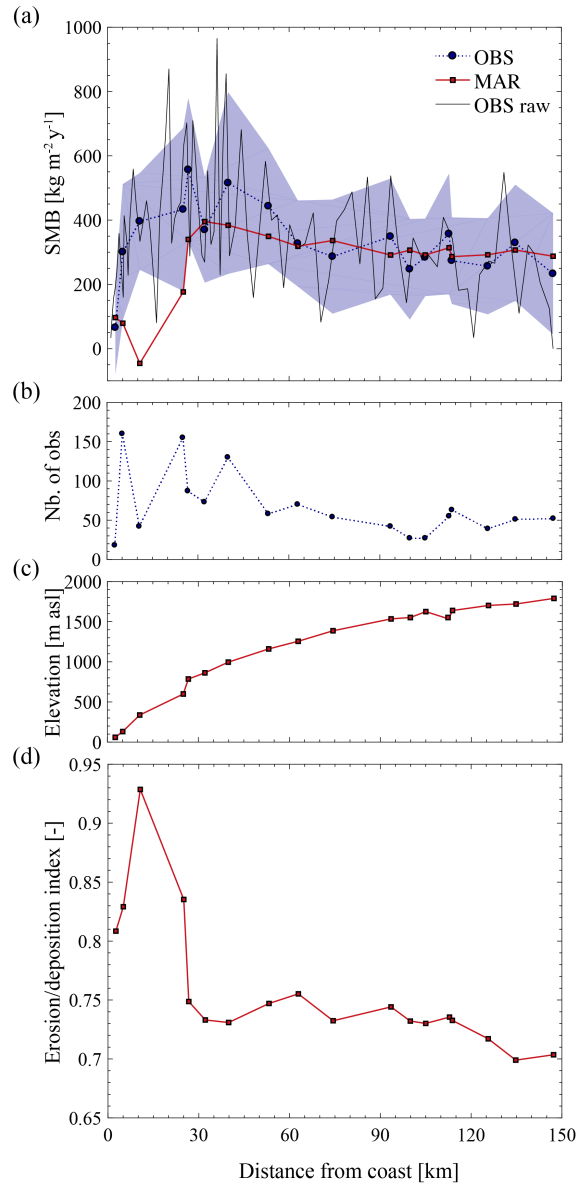 (a)
1000
800
600
400
200
0
SMB [kg m-2 y-1]
OBS
MAR
OBS raw
(b)
200
150
100
50
0
Nb. of obs
(c)
2000
1500
1000
500
0
Elevation [m asl]
(d)
0.95
0.9
0.85
0.8
0.75
0.7
0.65
Erosion/deposition index [-]
0 30 60 90 120 150
Distance from coast [km]